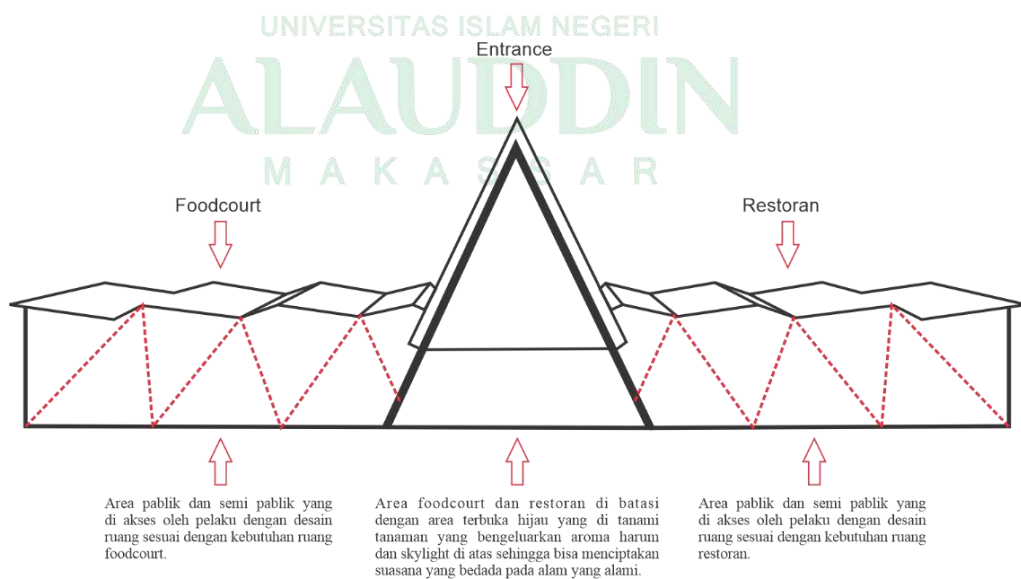 UNIVERSITAS ISLAM NEGERI
Entrance
ALAUDDIN
MAKASSAR
Foodcourt
Restoran
Area pablik dan semi pablik yang
di akses oleh pelaku dengan desain
ruang sesuai dengan kebutuhan ruang
foodcourt.
Area foodcourt dan restoran di batasi
dengan area terbuka hijau yang di tanami
tanaman yang bengeluarkan aroma harum
dan skylight di atas sehingga bisa menciptakan
suasana yang bedada pada alam yang alami.
Area pablik dan semi pablik yang
di akses oleh pelaku dengan desain
ruang sesuai dengan kebutuhan ruang
restoran.